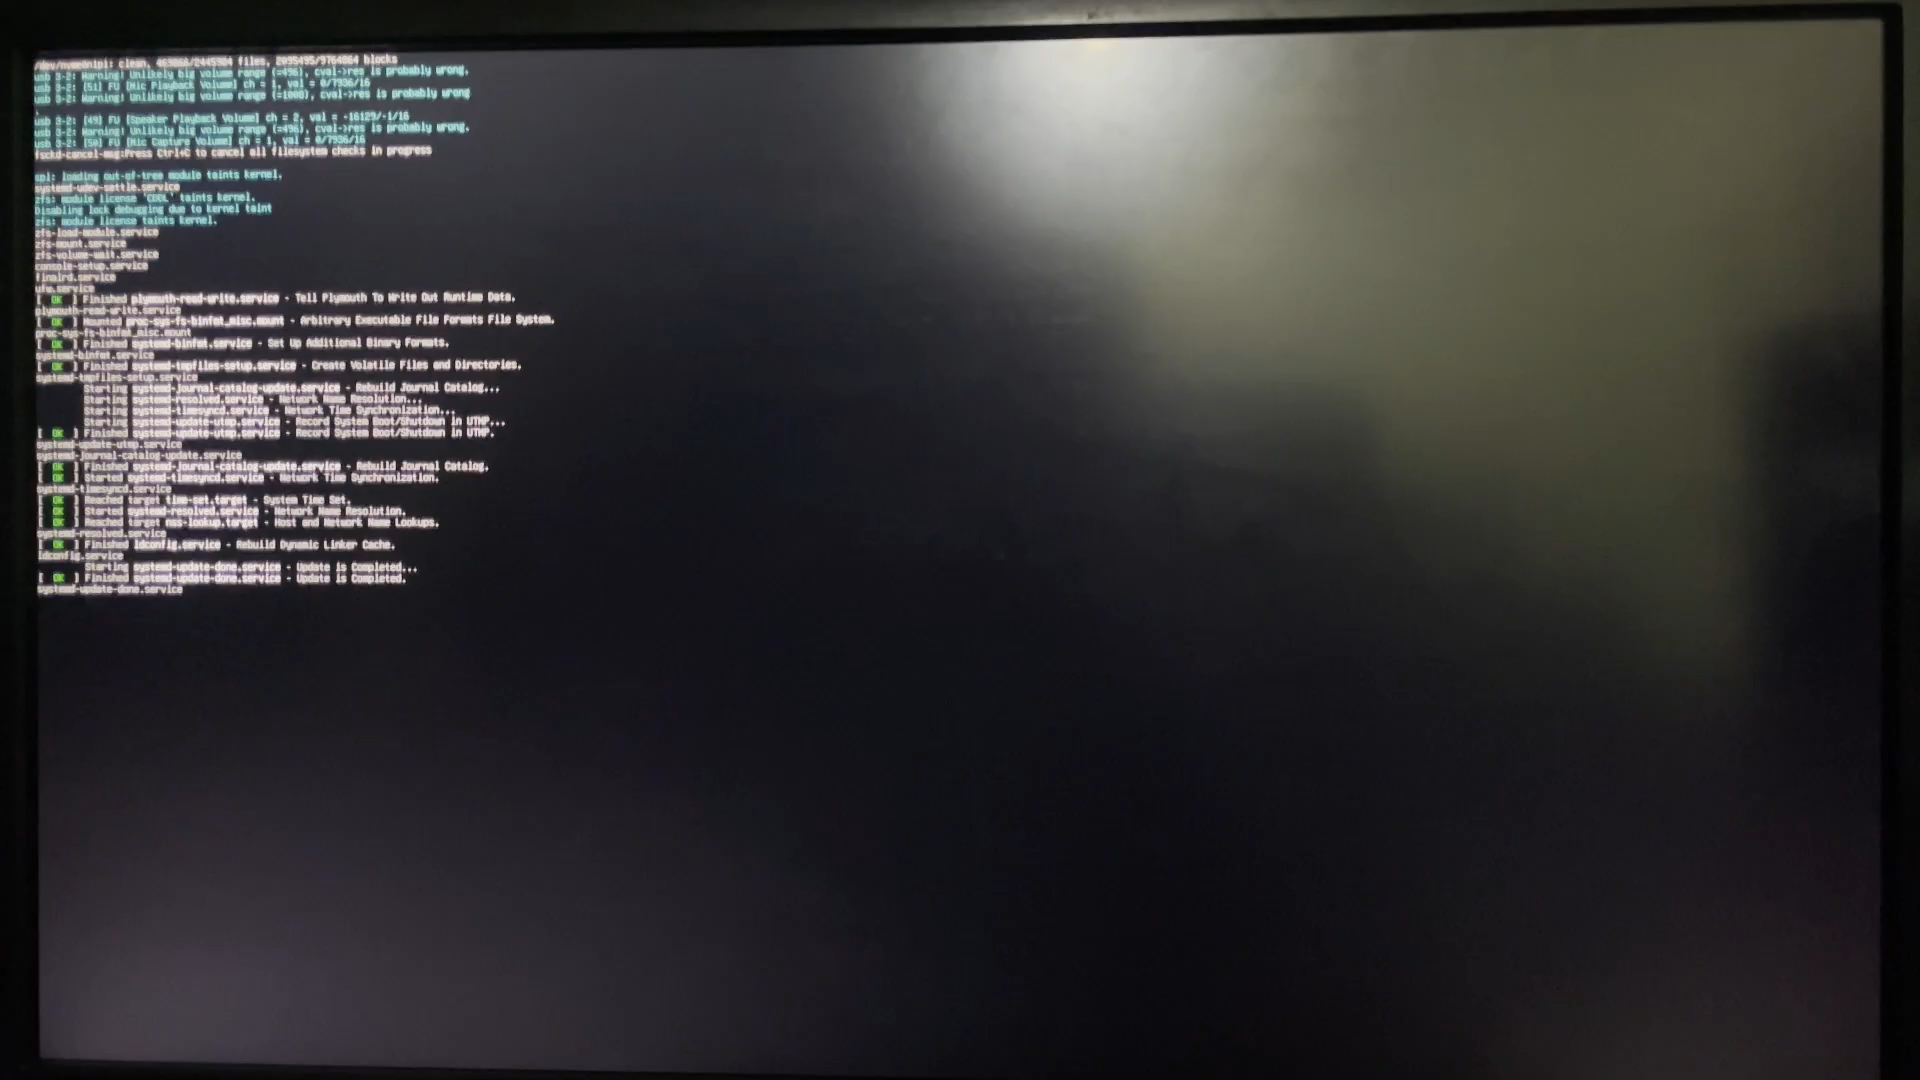 /dev/nvme0n1p1: clean, 463066/2445984 files, 2095495/9764864 blocks
usb 3-2: Warning! Unlikely big volume range (=496), cval->res is probably wrong.
usb 3-2: [51] FU [Mic Playback Volume] ch = 1, val = 0/7936/16
usb 3-2: Warning! Unlikely big volume range (=1008), cval->res is probably wrong
.
usb 3-2: [49] FU [Speaker Playback Volume] ch = 2, val = -16129/-1/16
usb 3-2: Warning! Unlikely big volume range (=496), cval->res is probably wrong.
usb 3-2: [50] FU [Mic Capture Volume] ch = 1, val = 0/7936/16
fsckd-cancel-msg:Press Ctrl+C to cancel all filesystem checks in progress
spl: loading out-of-tree module taints kernel.
systemd-udev-settle.service
zfs: module license 'CDDL' taints kernel.
Disabling lock debugging due to kernel taint
zfs: module license taints kernel.
zfs-load-module.service
zfs-mount.service
zfs-volume-wait.service
console-setup.service
finalrd.service
ufw.service
[  OK  ] Finished plymouth-read-write.service - Tell Plymouth To Write Out Runtime Data.
plymouth-read-write.service
[  OK  ] Mounted proc-sys-fs-binfmt_misc.mount - Arbitrary Executable File Formats File System.
proc-sys-fs-binfmt_misc.mount
[  OK  ] Finished systemd-binfmt.service - Set Up Additional Binary Formats.
systemd-binfmt.service
[  OK  ] Finished systemd-tmpfiles-setup.service - Create Volatile Files and Directories.
systemd-tmpfiles-setup.service
Starting systemd-journal-catalog-update.service - Rebuild Journal Catalog...
Starting systemd-resolved.service - Network Name Resolution...
Starting systemd-timesyncd.service - Network Time Synchronization...
Starting systemd-update-utmp.service - Record System Boot/Shutdown in UTMP...
[  OK  ] Finished systemd-update-utmp.service - Record System Boot/Shutdown in UTMP.
systemd-update-utmp.service
systemd-journal-catalog-update.service
[  OK  ] Finished systemd-journal-catalog-update.service - Rebuild Journal Catalog.
[  OK  ] Started systemd-timesyncd.service - Network Time Synchronization.
systemd-timesyncd.service
[  OK  ] Reached target time-set.target - System Time Set.
[  OK  ] Started systemd-resolved.service - Network Name Resolution.
[  OK  ] Reached target nss-lookup.target - Host and Network Name Lookups.
systemd-resolved.service
[  OK  ] Finished ldconfig.service - Rebuild Dynamic Linker Cache.
ldconfig.service
Starting systemd-update-done.service - Update is Completed...
[  OK  ] Finished systemd-update-done.service - Update is Completed.
systemd-update-done.service